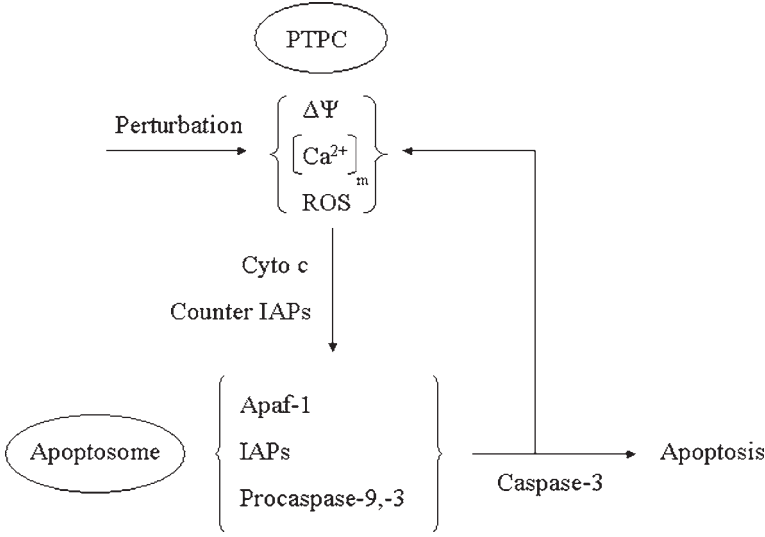 PTPC
Perturbation
ΔΨ
[Ca²⁺]m
ROS
Cyto c
Counter IAPs
Apoptosome
Apaf-1
IAPs
Procaspase-9,-3
Caspase-3
Apoptosis